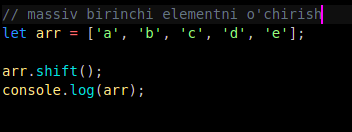 // massiv birinchi elementni o'chirish
let arr = ['a', 'b', 'c', 'd', 'e'];
arr.shift();
console.log(arr);